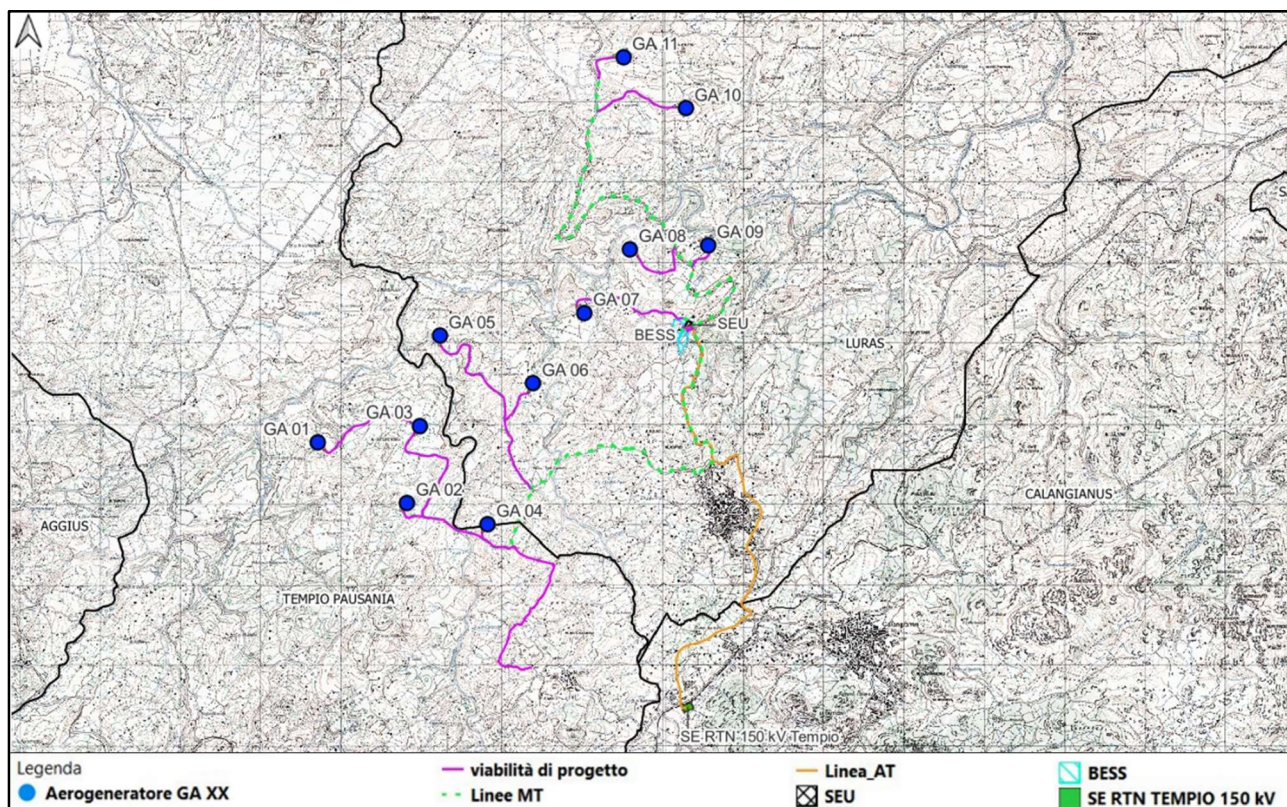 GA 11
GA 10
GA 08
GA 09
GA 07
SEU
BESS
LURAS
GA 05
GA 06
GA 03
GA 01
GA 02
GA 04
CALANGIANUS
AGGIUS
TEMPIO PAUSANIA
SE RTN 150 kV Tempio
Legenda
Aerogeneratore GA XX
viabilità di progetto
Linee MT
Linea_AT
SEU
BESS
SE RTN TEMPIO 150 kV